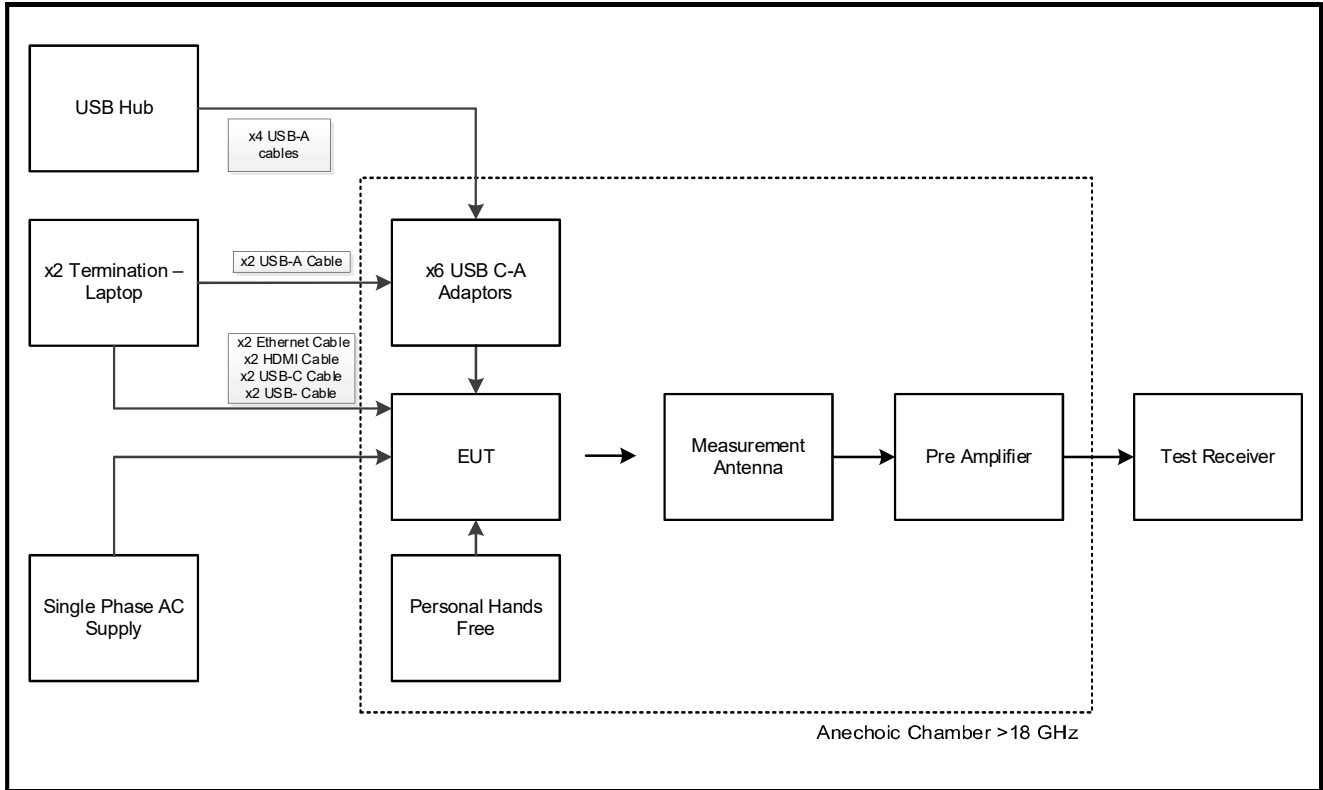 USB Hub
x4 USB-A
cables
x2 Termination –
Laptop
x2 USB-A Cable
x6 USB C-A
Adaptors
x2 Ethernet Cable
x2 HDMI Cable
x2 USB-C Cable
x2 USB- Cable
EUT
Measurement
Antenna
Pre Amplifier
Test Receiver
Single Phase AC
Supply
Personal Hands
Free
Anechoic Chamber >18 GHz